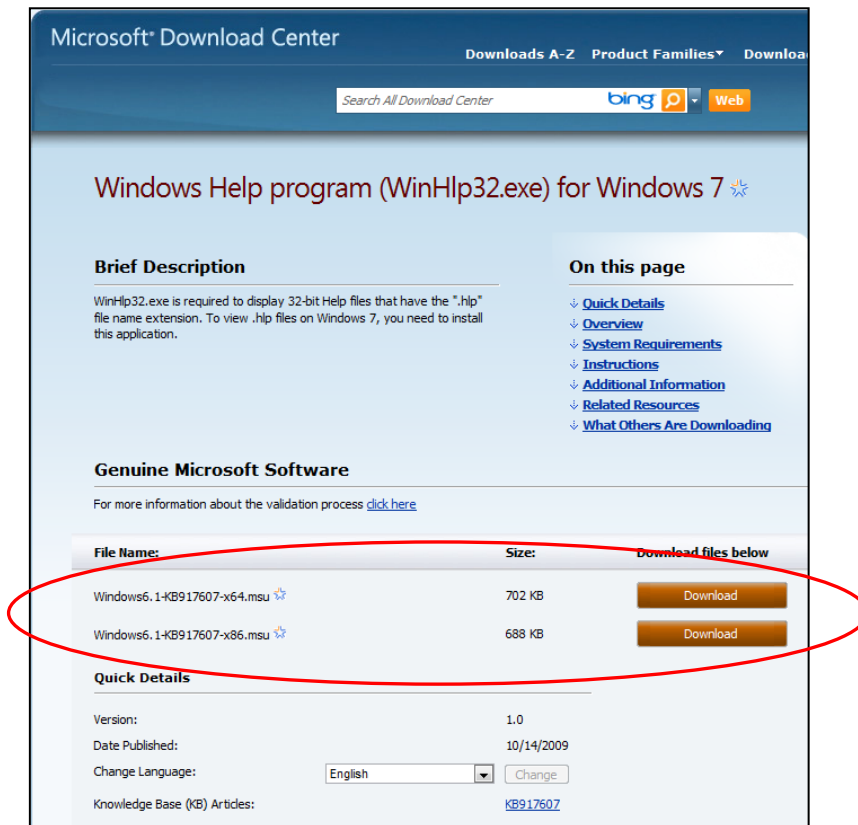 Microsoft® Download Center
Downloads A-Z Product Families Downloa
Search All Download Center bing Web
Windows Help program (WinHlp32.exe) for Windows 7
Brief Description
On this page
WinHlp32.exe is required to display 32-bit Help files that have the ".hlp"
file name extension. To view .hlp files on Windows 7, you need to install
this application.
Quick Details
Overview
System Requirements
Instructions
Additional Information
Related Resources
What Others Are Downloading
Genuine Microsoft Software
For more information about the validation process click here
File Name: Size: Download files below
Windows6.1-KB917607-x64.msu 702 KB Download
Windows6.1-KB917607-x86.msu 688 KB Download
Quick Details
Version: 1.0
Date Published: 10/14/2009
Change Language: English Change
Knowledge Base (KB) Articles: KB917607